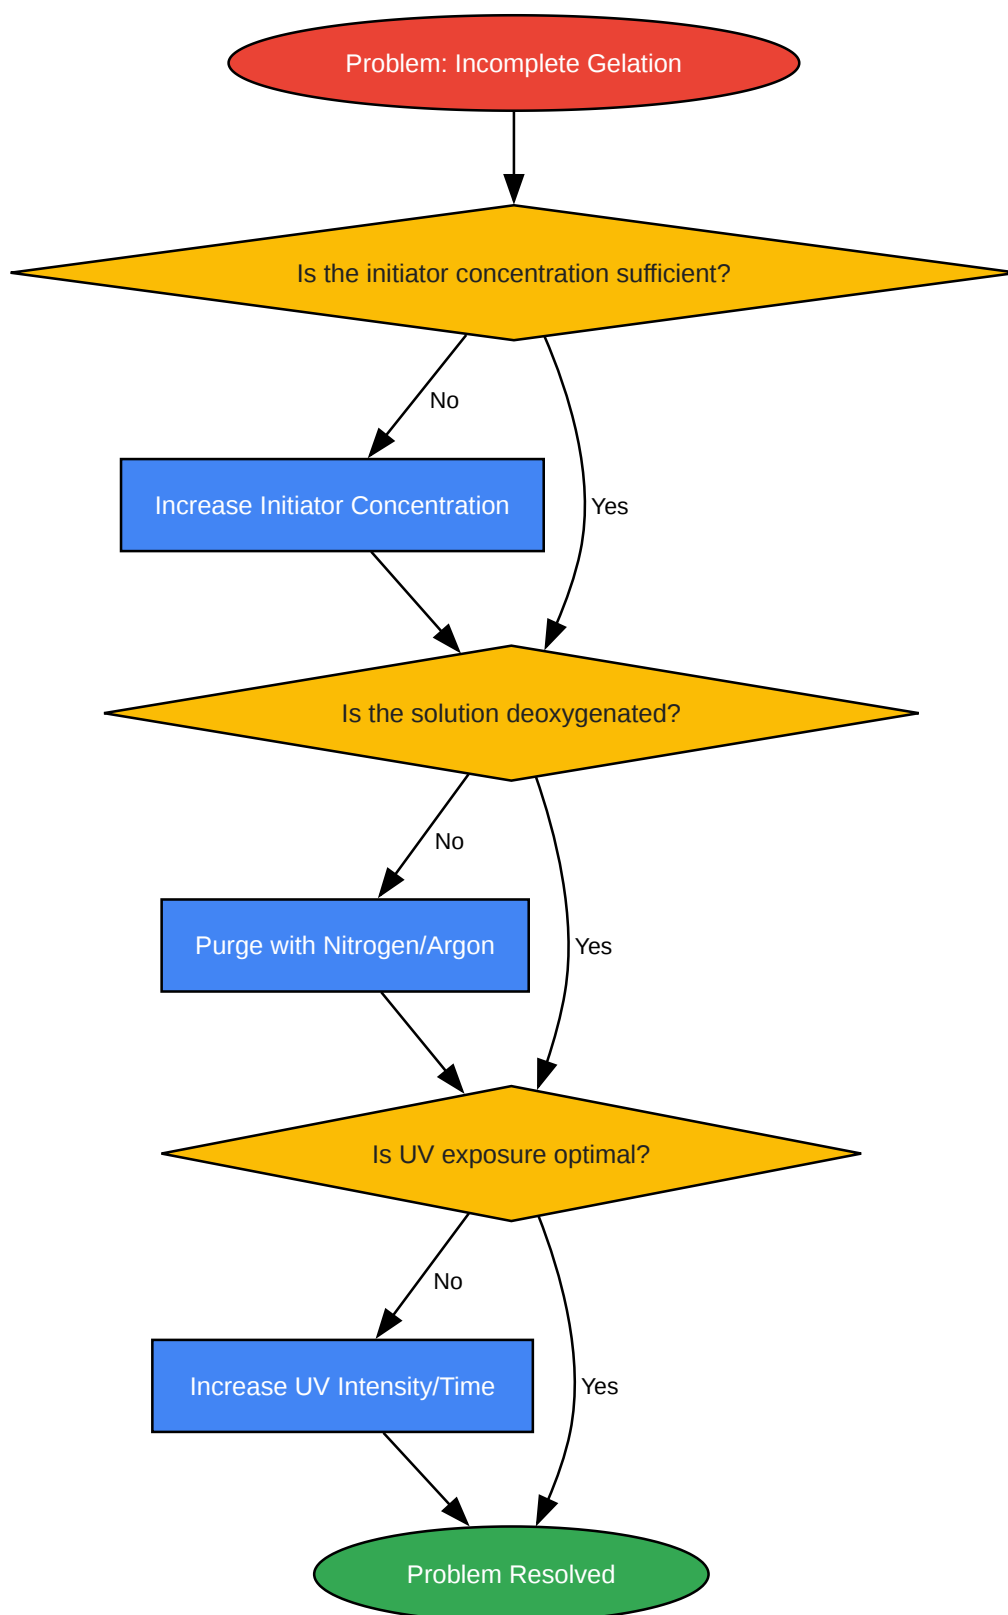 Problem: Incomplete Gelation
Is the initiator concentration sufficient?
No
Increase Initiator Concentration
Yes
Is the solution deoxygenated?
No
Purge with Nitrogen/Argon
Yes
Is UV exposure optimal?
No
Increase UV Intensity/Time
Yes
Problem Resolved